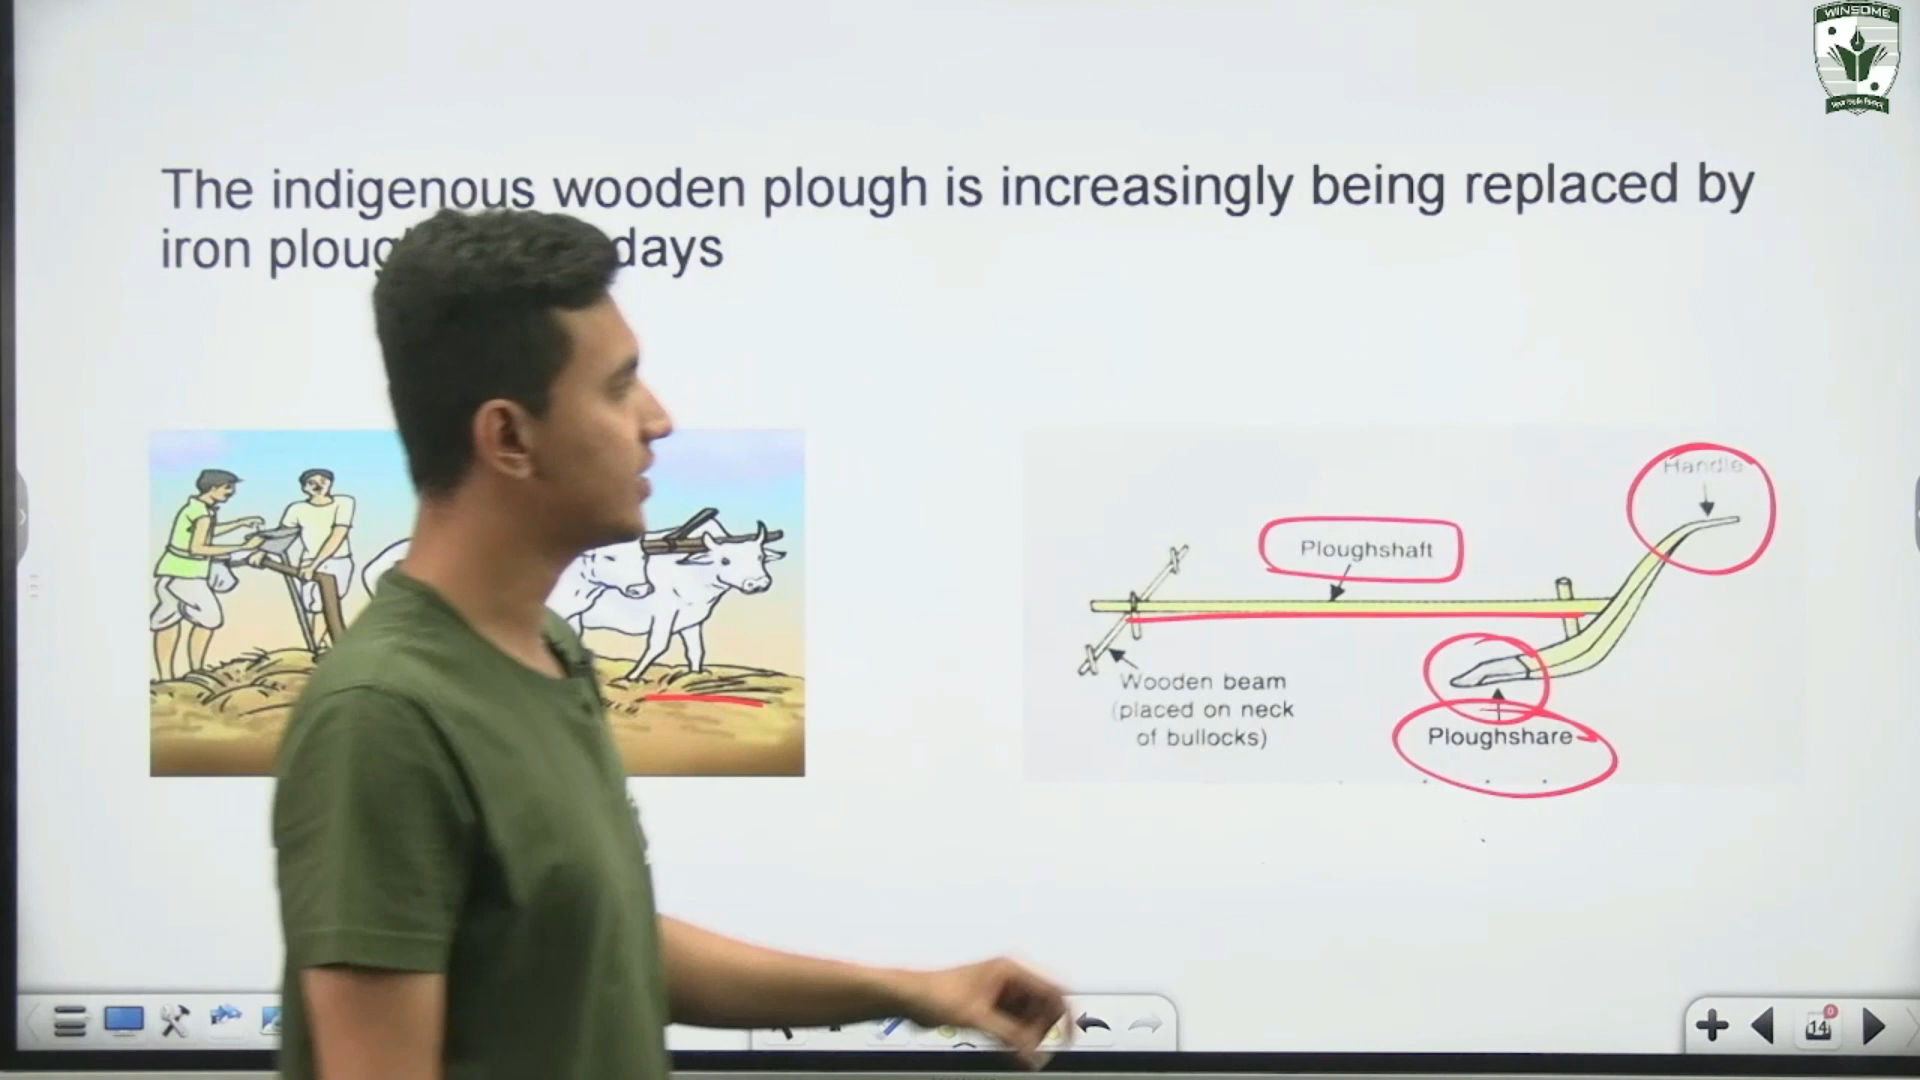 WINSOME
The indigenous wooden plough is increasingly being replaced by
iron days
Handle
Ploughshaft
Wooden beam
(placed on neck
of bullocks)
Ploughshare
14